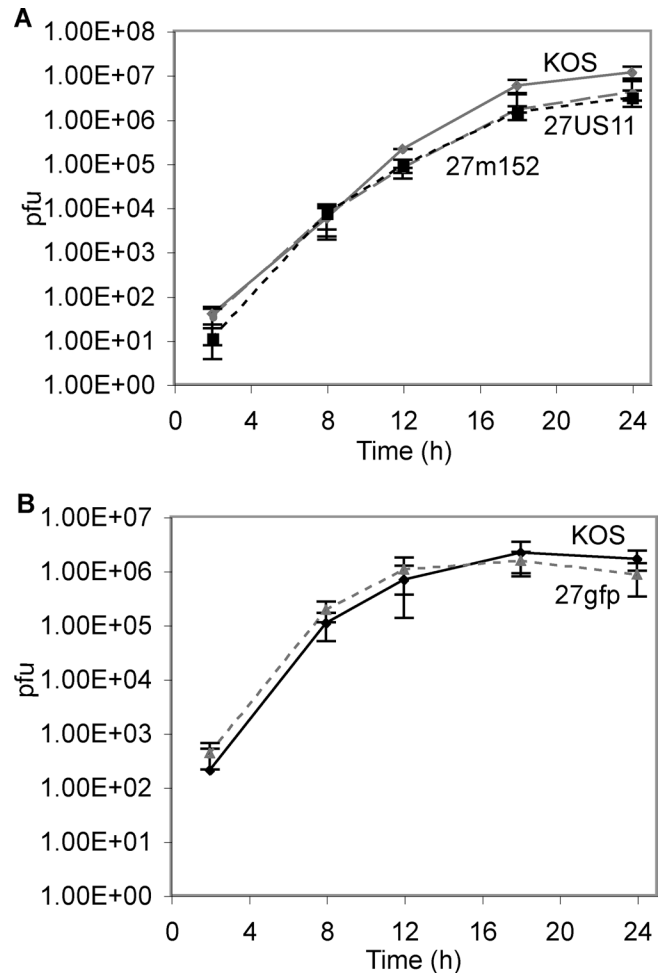 A
1.00E+08
1.00E+07
1.00E+06
1.00E+05
1.00E+04
1.00E+03
1.00E+02
1.00E+01
1.00E+00
pfu
KOS
27US11
27m152
0 4 8 12 16 20 24
Time (h)
B
1.00E+07
1.00E+06
1.00E+05
1.00E+04
1.00E+03
1.00E+02
1.00E+01
1.00E+00
pfu
KOS
27gfp
0 4 8 12 16 20 24
Time (h)